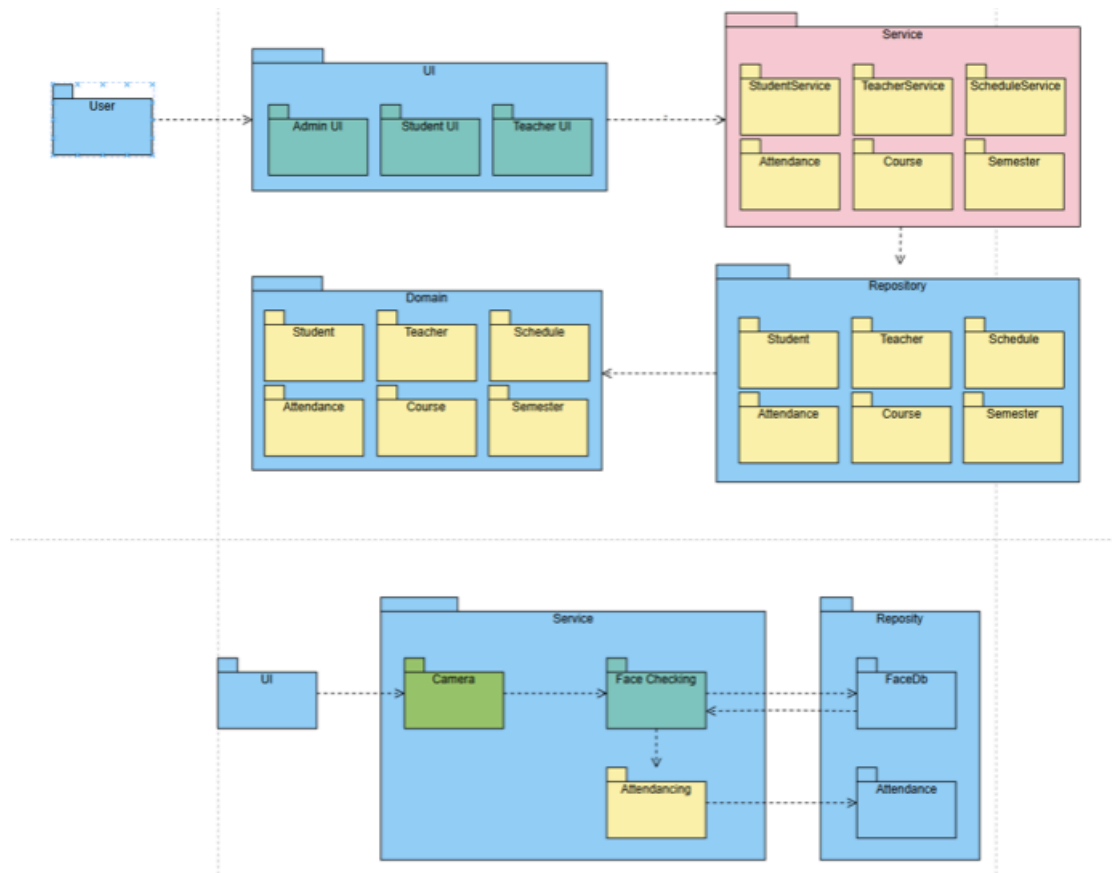 Service
UI
StudentService
TeacherService
ScheduleService
User
Admin UI
Student UI
Teacher UI
Attendance
Course
Semester
Repository
Domain
Student
Teacher
Schedule
Student
Teacher
Schedule
Attendance
Course
Semester
Attendance
Course
Semester
Service
Reposity
UI
Camera
Face Checking
FaceDb
Attendancing
Attendance